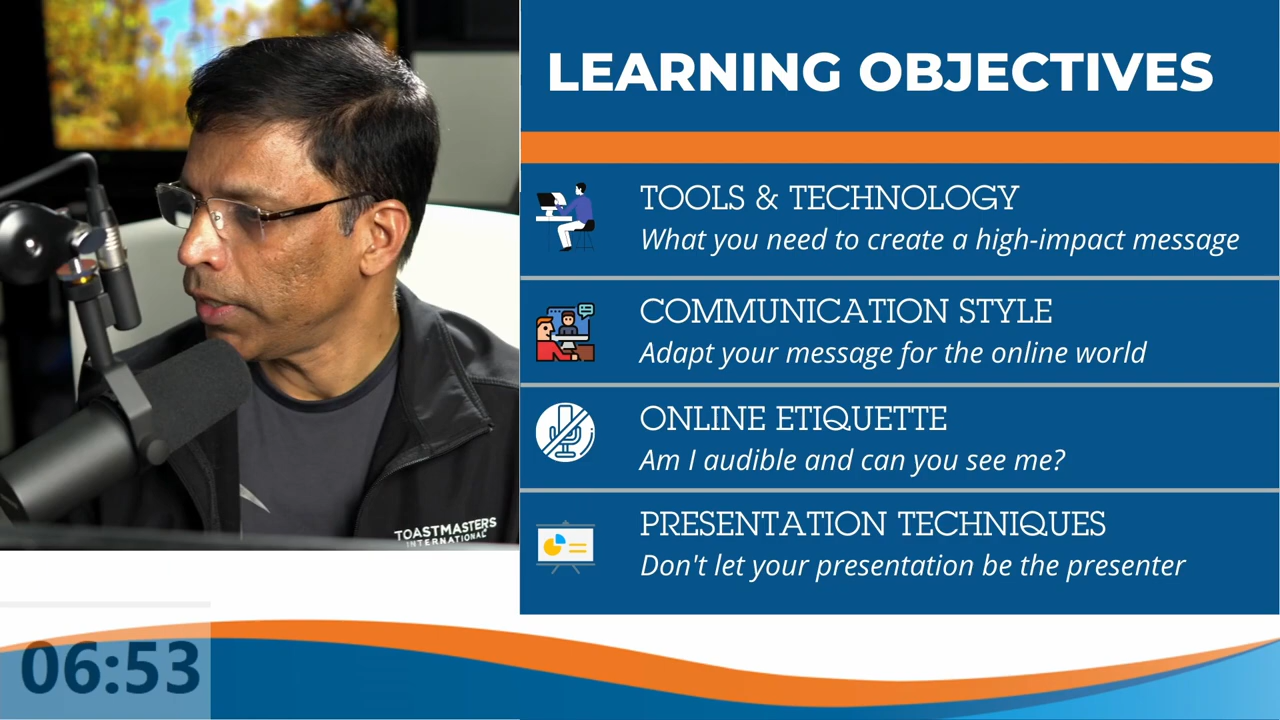 LEARNING OBJECTIVES
TOOLS & TECHNOLOGY
What you need to create a high-impact message
COMMUNICATION STYLE
Adapt your message for the online world
ONLINE ETIQUETTE
Am I audible and can you see me?
PRESENTATION TECHNIQUES
Don't let your presentation be the presenter
TOASTMASTERS
INTERNATIONAL
06:53